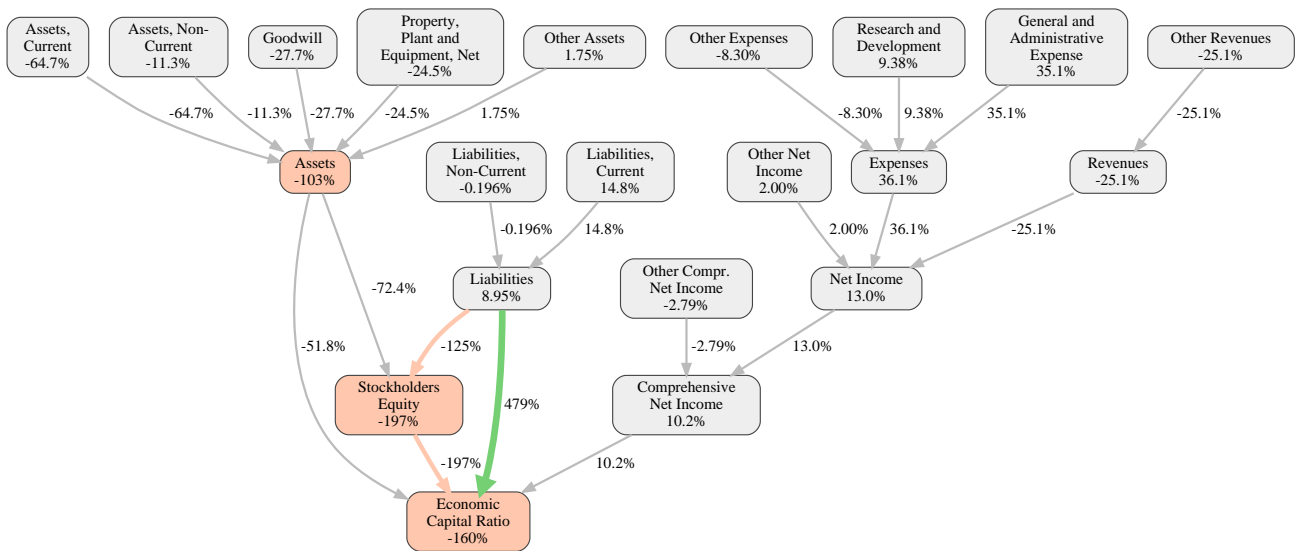 Assets,
Current
-64.7%
Assets, Non-
Current
-11.3%
Goodwill
-27.7%
Property,
Plant and
Equipment, Net
-24.5%
Other Assets
1.75%
Other Expenses
-8.30%
Research and
Development
9.38%
General and
Administrative
Expense
35.1%
Other Revenues
-25.1%
-64.7%
-11.3%
-27.7%
-24.5%
1.75%
-8.30%
9.38%
35.1%
-25.1%
Assets
-103%
Liabilities,
Non-Current
-0.196%
Liabilities,
Current
14.8%
Other Net
Income
2.00%
Expenses
36.1%
Revenues
-25.1%
-0.196%
14.8%
2.00%
36.1%
-25.1%
-72.4%
Liabilities
8.95%
Other Compr.
Net Income
-2.79%
Net Income
13.0%
-51.8%
-125%
-2.79%
13.0%
Stockholders
Equity
-197%
479%
Comprehensive
Net Income
10.2%
-197%
10.2%
Economic
Capital Ratio
-160%